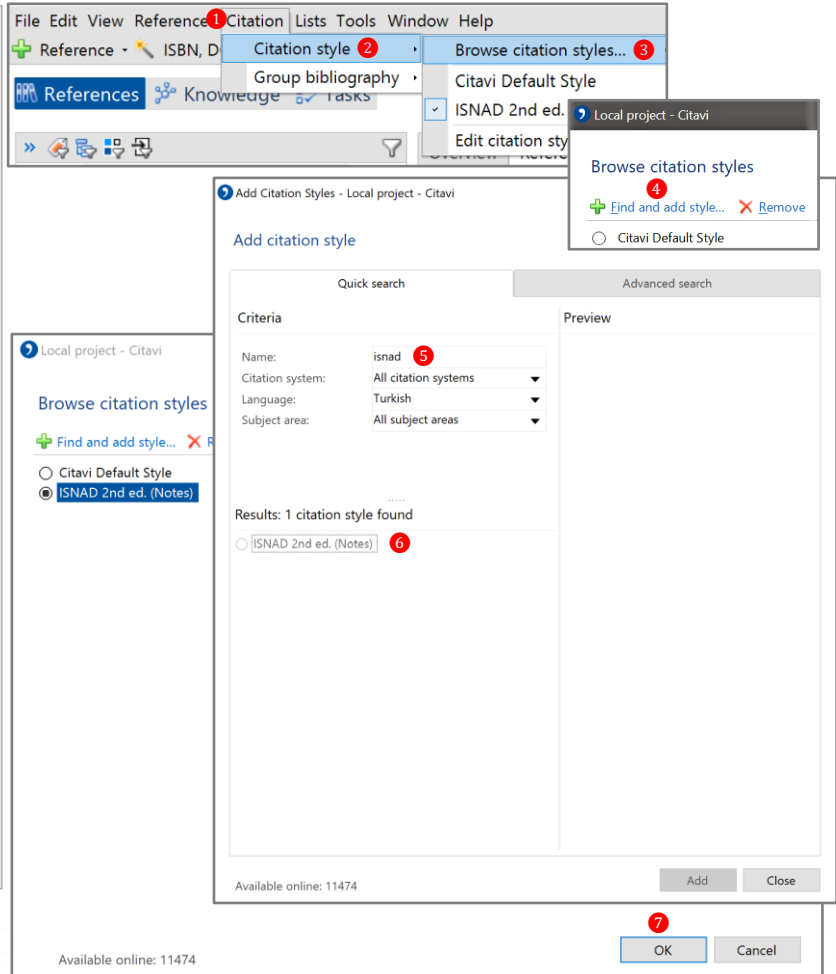 File Edit View Reference 1 Citation Lists Tools Window Help
Reference ISBN, D
Citation style 2
Browse citation styles... 3
Group bibliography
Citavi Default Style
References Knowledge Tasks
ISNAD 2nd ed.
Edit citation sty
Overview
Local project - Citavi
Browse citation styles
4
Find and add style... Remove
Citavi Default Style
Add Citation Styles - Local project - Citavi
Add citation style
Quick search Advanced search
Criteria Preview
Name: isnad 5
Citation system: All citation systems
Language: Turkish
Subject area: All subject areas
Results: 1 citation style found
ISNAD 2nd ed. (Notes) 6
Available online: 11474
Add Close
Local project - Citavi
Browse citation styles
Find and add style... R
Citavi Default Style
ISNAD 2nd ed. (Notes)
7
OK Cancel
Available online: 11474